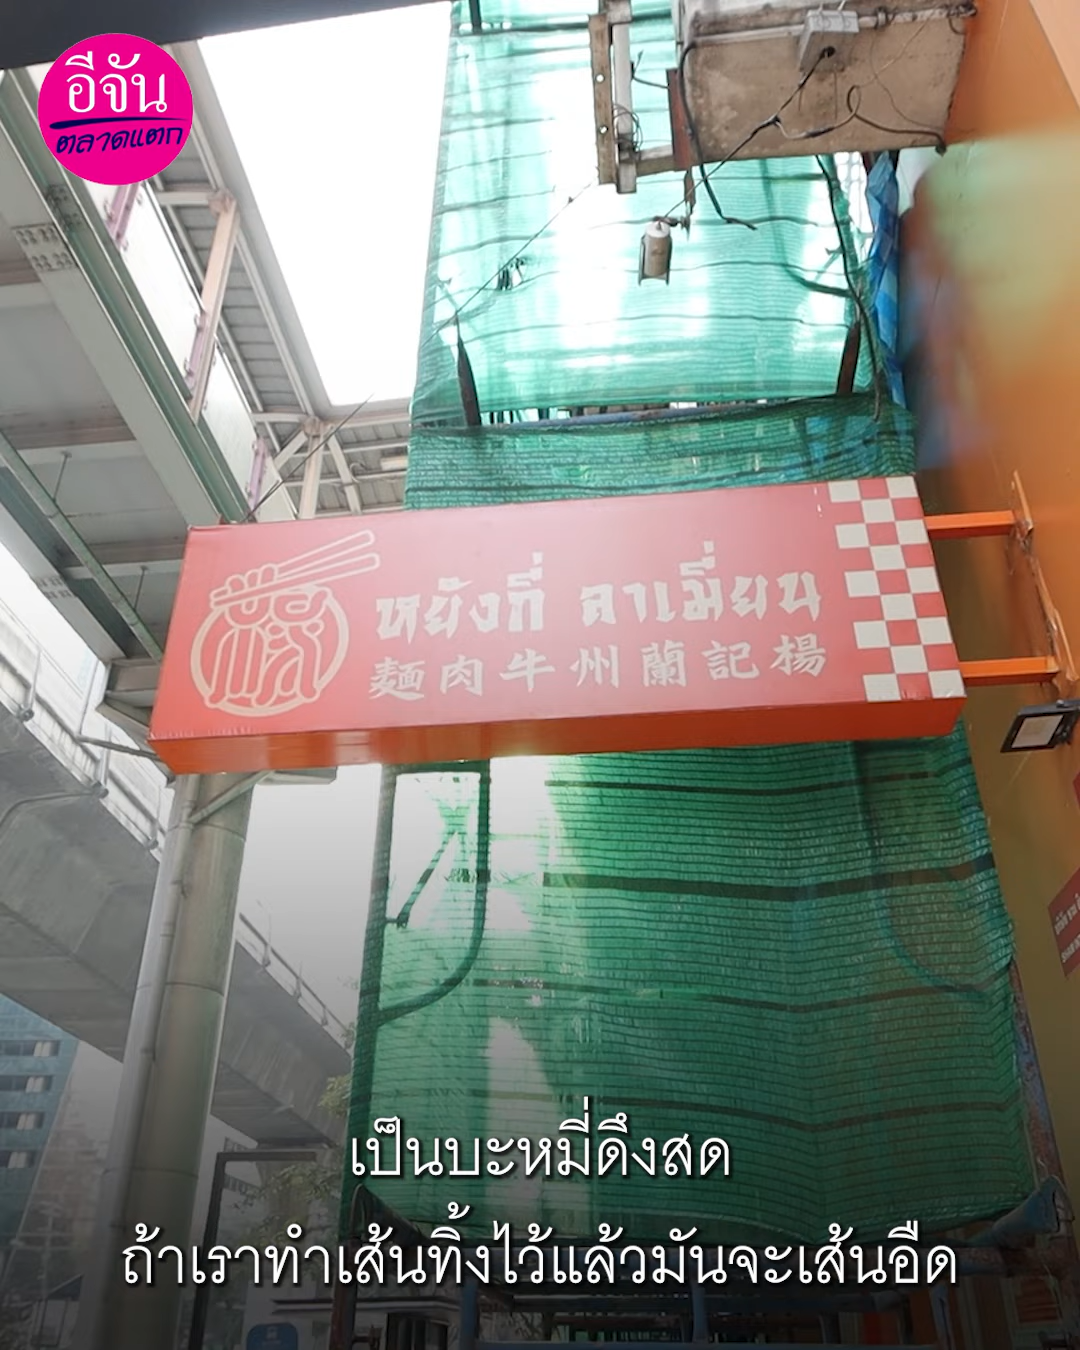 อีจัน
ตลาดแตก
หยังกี่ ลาเมี่ยน
麵肉牛州蘭記楊
เป็นบะหมี่ดึงสด
ถ้าเราทำเส้นทิ้งไว้แล้วมันจะเส้นอืด